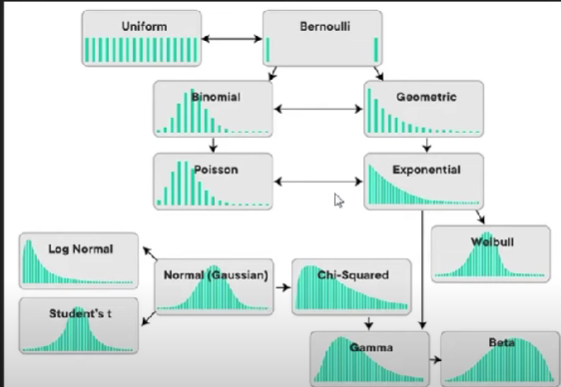 Uniform
Bernoulli
Binomial
Geometric
Poisson
Exponential
Weibull
Log Normal
Normal (Gaussian)
Chi-Squared
Student's t
Gamma
Beta